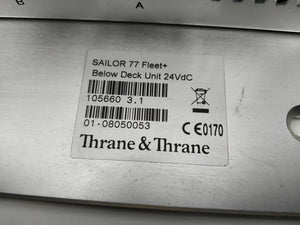 B A
SAILOR 77 Fleet+
Below Deck Unit 24VdC
105660 3.1
01-08050053
CE0170
Thrane & Thrane